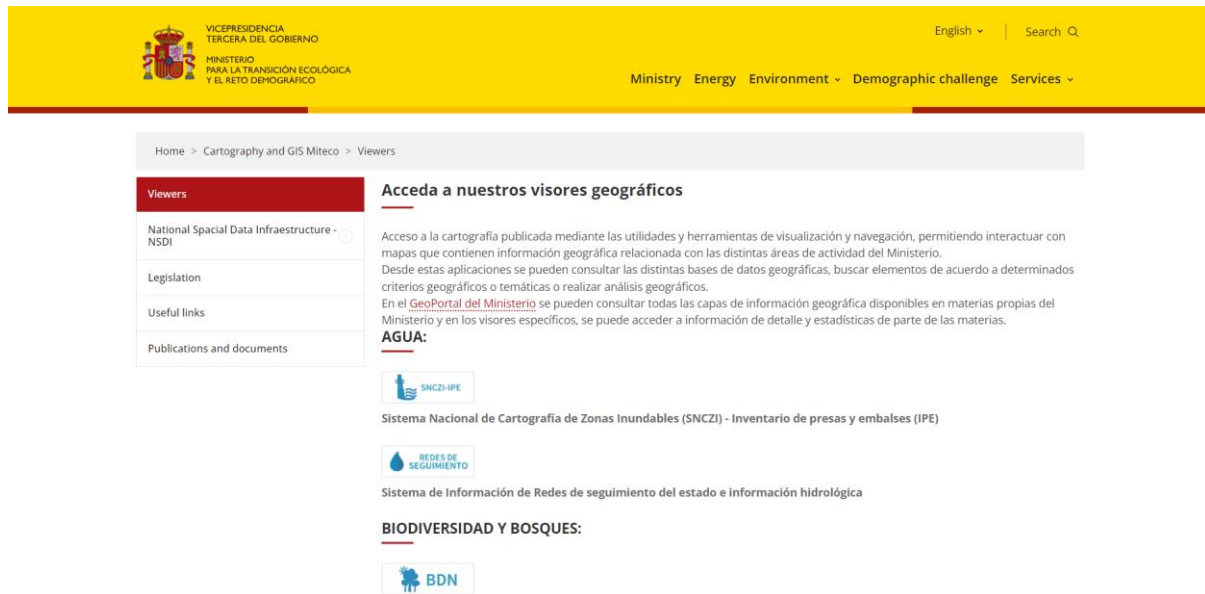 VICEPRESIDENCIA
TERCERA DEL GOBIERNO
MINISTERIO
PARA LA TRANSICIÓN ECOLÓGICA
Y EL RETO DEMOGRÁFICO
English
Search
Ministry Energy Environment Demographic challenge Services
Home > Cartography and GIS Miteco > Viewers
Viewers
National Spacial Data Infraestructure -
NSDI
Legislation
Useful links
Publications and documents
Acceda a nuestros visores geográficos
Acceso a la cartografía publicada mediante las utilidades y herramientas de visualización y navegación, permitiendo interactuar con
mapas que contienen información geográfica relacionada con las distintas áreas de actividad del Ministerio.
Desde estas aplicaciones se pueden consultar las distintas bases de datos geográficas, buscar elementos de acuerdo a determinados
criterios geográficos o temáticas o realizar análisis geográficos.
En el GeoPortal del Ministerio se pueden consultar todas las capas de información geográfica disponibles en materias propias del
Ministerio y en los visores específicos, se puede acceder a información de detalle y estadísticas de parte de las materias.
AGUA:
SNCZI-IPE
Sistema Nacional de Cartografía de Zonas Inundables (SNCZI) - Inventario de presas y embalses (IPE)
REDES DE
SEGUIMIENTO
Sistema de Información de Redes de seguimiento del estado e información hidrológica
BIODIVERSIDAD Y BOSQUES:
BDN